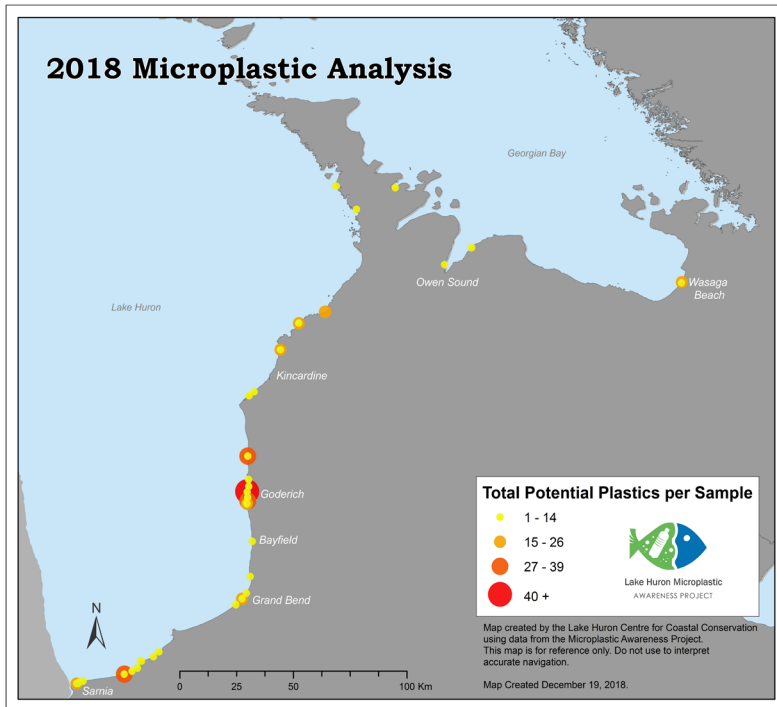 2018 Microplastic Analysis
Georgian Bay
Owen Sound
Wasaga
Beach
Lake Huron
Kincardine
Goderich
Bayfield
Grand Bend
Sarnia
N
0 25 50 100 Km
Total Potential Plastics per Sample
1 - 14
15 - 26
27 - 39
40 +
Lake Huron Microplastic
AWARENESS PROJECT
Map created by the Lake Huron Centre for Coastal Conservation
using data from the Microplastic Awareness Project.
This map is for reference only. Do not use to interpret
accurate navigation.
Map Created December 19, 2018.